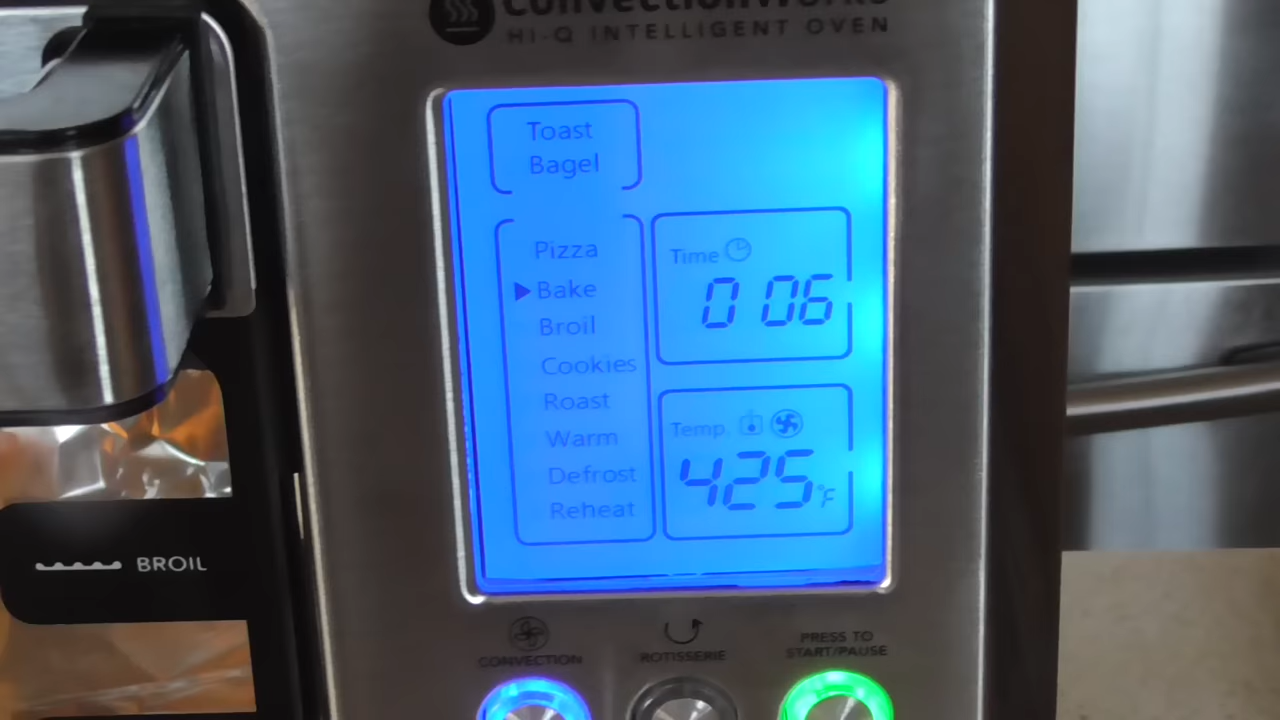 ConvectionWorks
HI-Q INTELLIGENT OVEN
Toast
Bagel
Pizza
Bake
Broil
Cookies
Roast
Warm
Defrost
Reheat
Time
0 06
Temp.
425°F
BROIL
CONVECTION
ROTISSERIE
PRESS TO
START/PAUSE